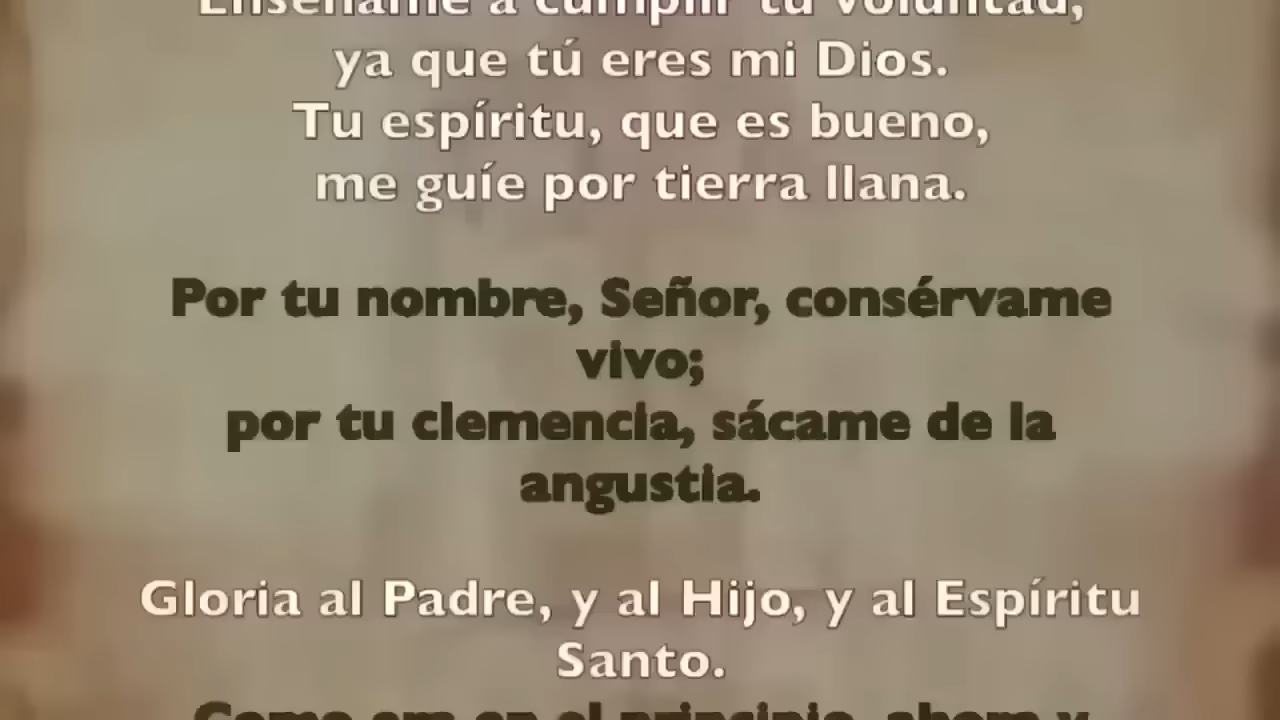 Enséñame a cumplir tu voluntad,
ya que tú eres mi Dios.
Tu espíritu, que es bueno,
me guíe por tierra llana.
Por tu nombre, Señor, consérvame
vivo;
por tu clemencia, sácame de la
angustia.
Gloria al Padre, y al Hijo, y al Espíritu
Santo.
Como era en el principio, ahora y